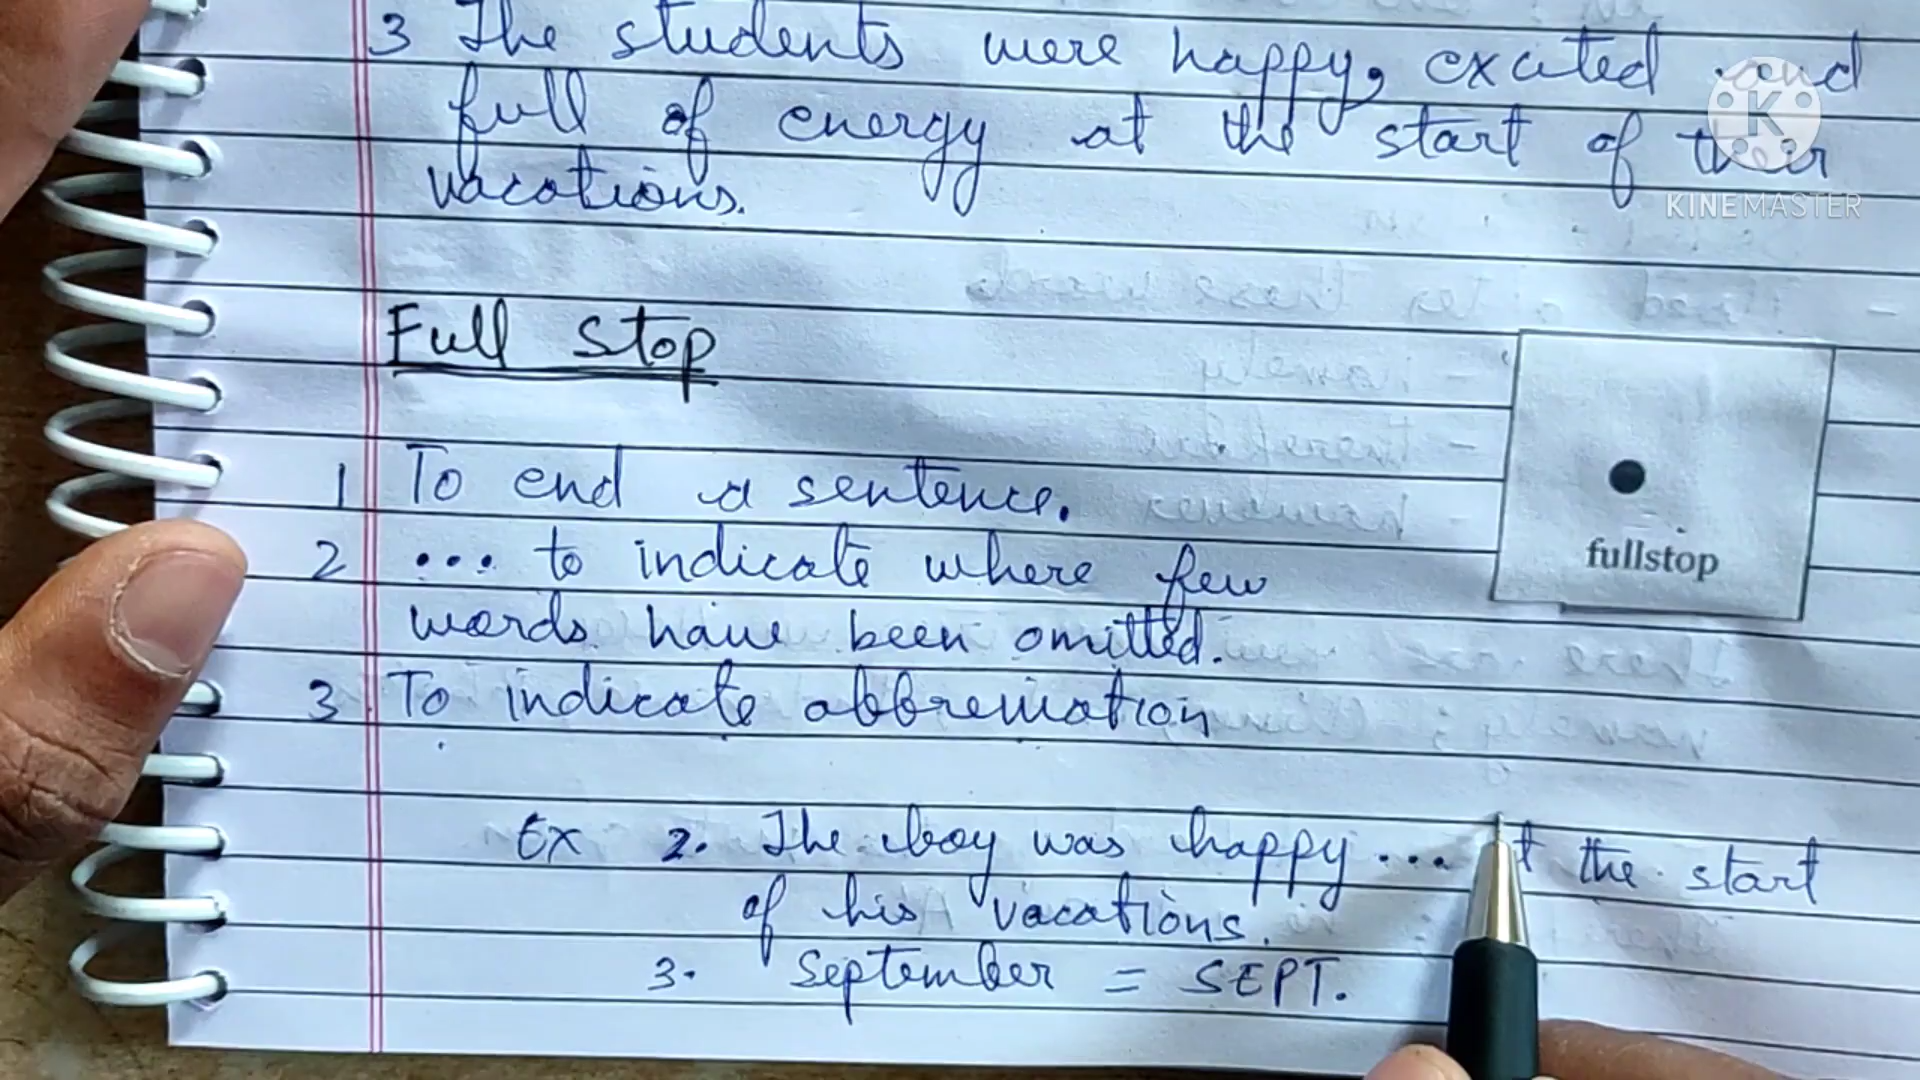 3 The students were happy, excited and
full of energy at the start of their
vacations.
KINEMASTER
Full Stop
1 To end a sentence.
2 ... to indicate where few
words have been omitted.
fullstop
3. To indicate abbreviation
Ex 2. The boy was happy ... at the start
of his vacations.
3. September = SEPT.